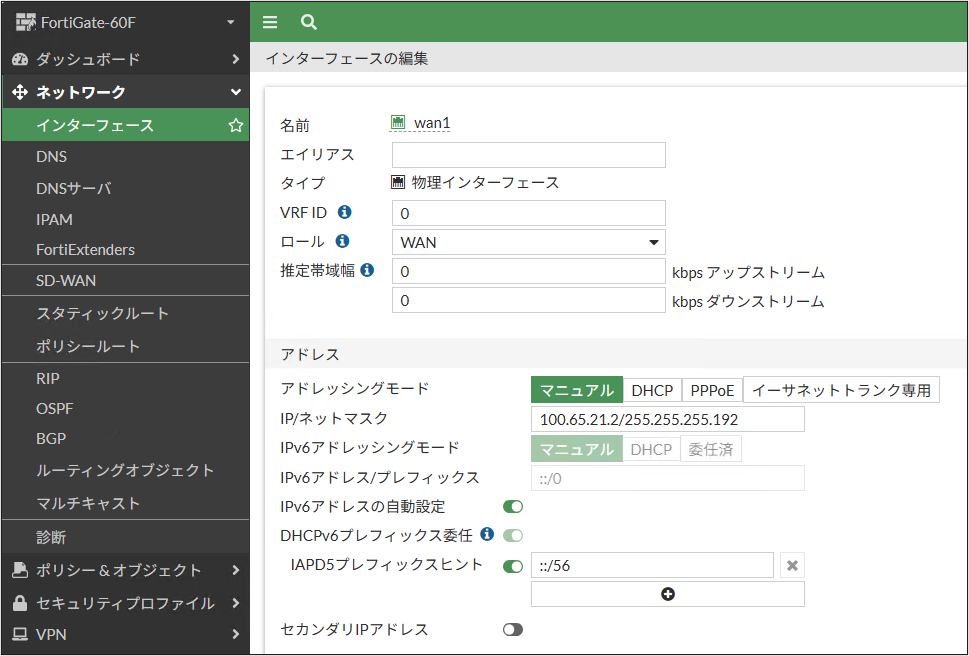 FortiGate-60F
ダッシュボード
ネットワーク
インターフェース
DNS
DNSサーバ
IPAM
FortiExtenders
SD-WAN
スタティックルート
ポリシールート
RIP
OSPF
BGP
ルーティングオブジェクト
マルチキャスト
診断
ポリシー＆オブジェクト
セキュリティプロファイル
VPN
インターフェースの編集
名前 wan1
エイリアス
タイプ 物理インターフェース
VRF ID 0
ロール WAN
推定帯域幅 0 kbps アップストリーム
0 kbps ダウンストリーム
アドレス
アドレッシングモード マニュアル DHCP PPPoE イーサネットトランク専用
IP/ネットマスク 100.65.21.2/255.255.255.192
IPv6アドレッシングモード マニュアル DHCP 委任済
IPv6アドレス/プレフィックス ::/0
IPv6アドレスの自動設定
DHCPv6プレフィックス委任
IAPD5プレフィックスヒント ::/56
セカンダリIPアドレス